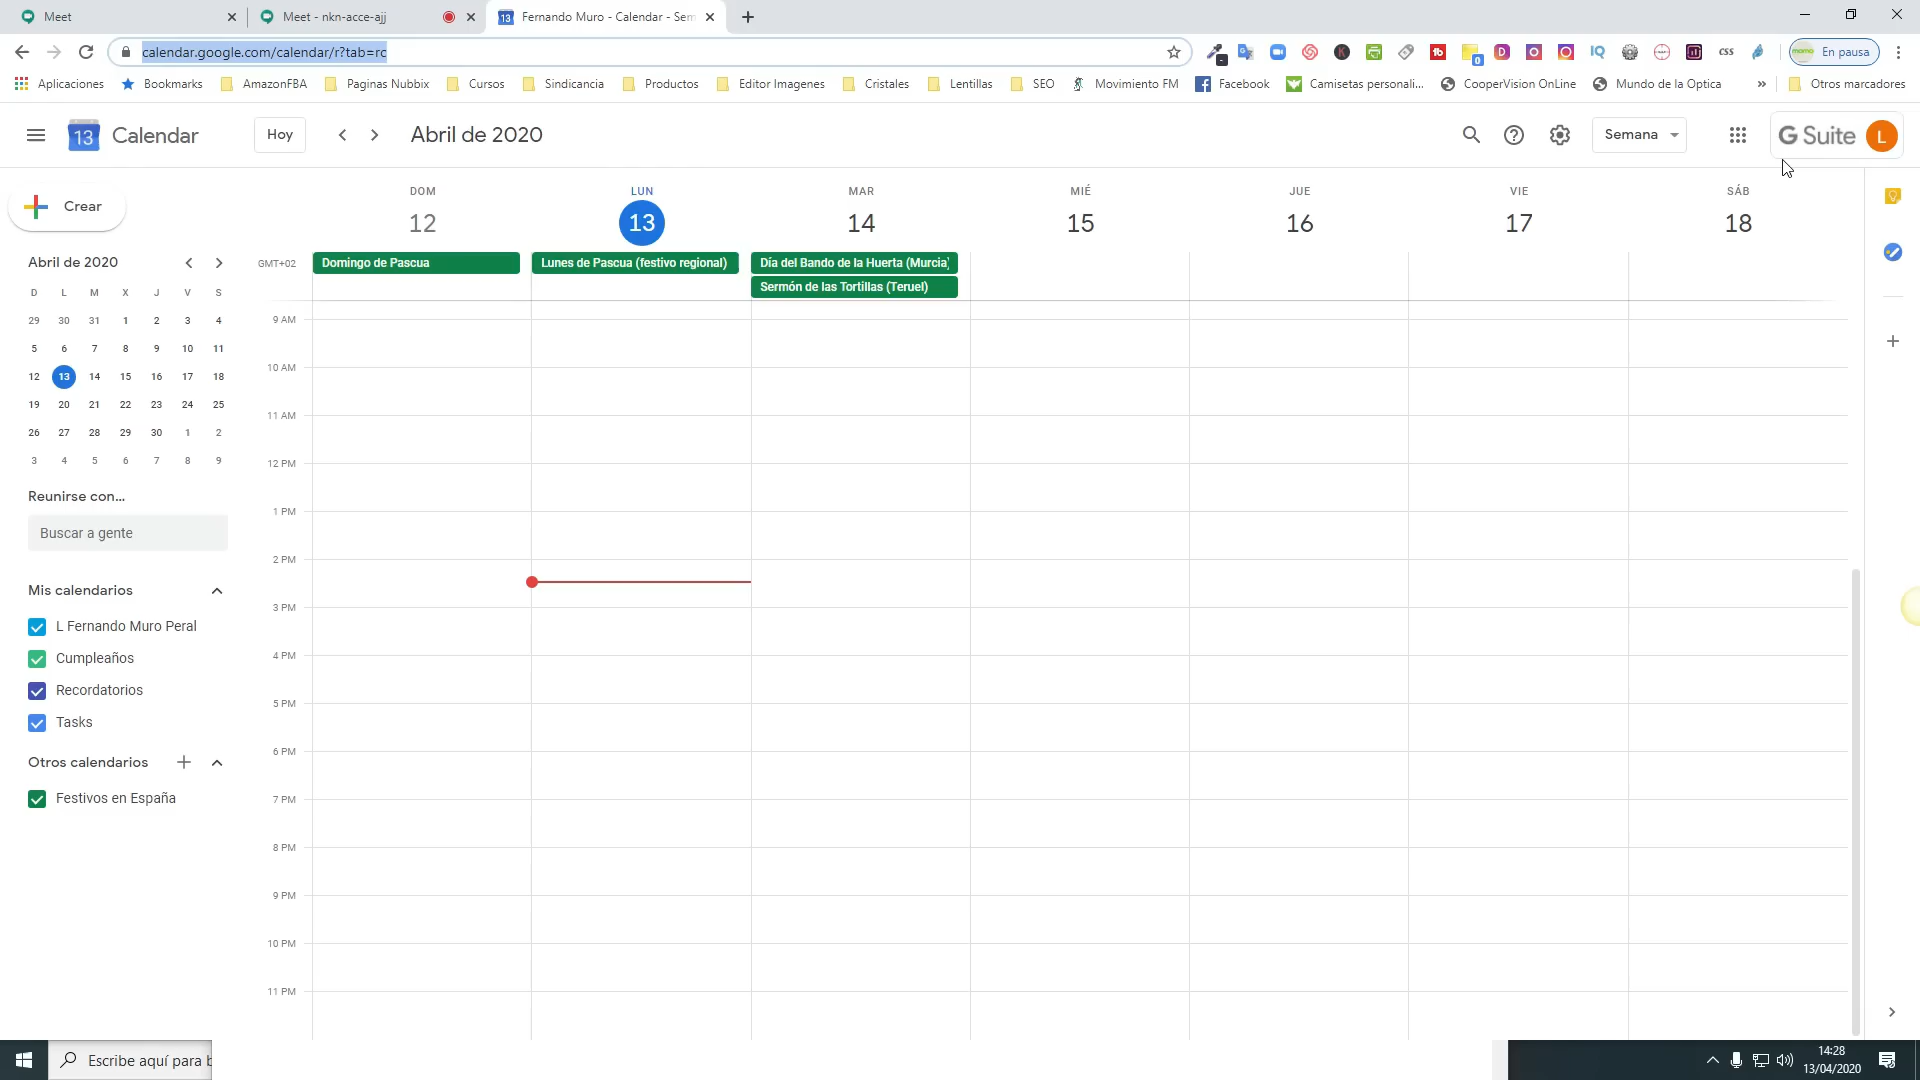 Meet
Meet - nkn-acce-ajj
Fernando Muro - Calendar - Sem
calendar.google.com/calendar/r?tab=rc
En pausa
Aplicaciones
Bookmarks
AmazonFBA
Paginas Nubbix
Cursos
Sindicancia
Productos
Editor Imagenes
Cristales
Lentillas
SEO
Movimiento FM
Facebook
Camisetas personali...
CooperVision OnLine
Mundo de la Optica
Otros marcadores
13 Calendar
Hoy
Abril de 2020
Semana
G Suite
L
Crear
DOM LUN MAR MIÉ JUE VIE SÁB
12 13 14 15 16 17 18
GMT+02
Domingo de Pascua
Lunes de Pascua (festivo regional)
Día del Bando de la Huerta (Murcia)
Sermón de las Tortillas (Teruel)
Abril de 2020
D L M X J V S
29 30 31 1 2 3 4
5 6 7 8 9 10 11
12 13 14 15 16 17 18
19 20 21 22 23 24 25
26 27 28 29 30 1 2
3 4 5 6 7 8 9
Reunirse con...
Buscar a gente
Mis calendarios
L Fernando Muro Peral
Cumpleaños
Recordatorios
Tasks
Otros calendarios
Festivos en España
9 AM
10 AM
11 AM
12 PM
1 PM
2 PM
3 PM
4 PM
5 PM
6 PM
7 PM
8 PM
9 PM
10 PM
11 PM
Escribe aquí para b
14:28
13/04/2020